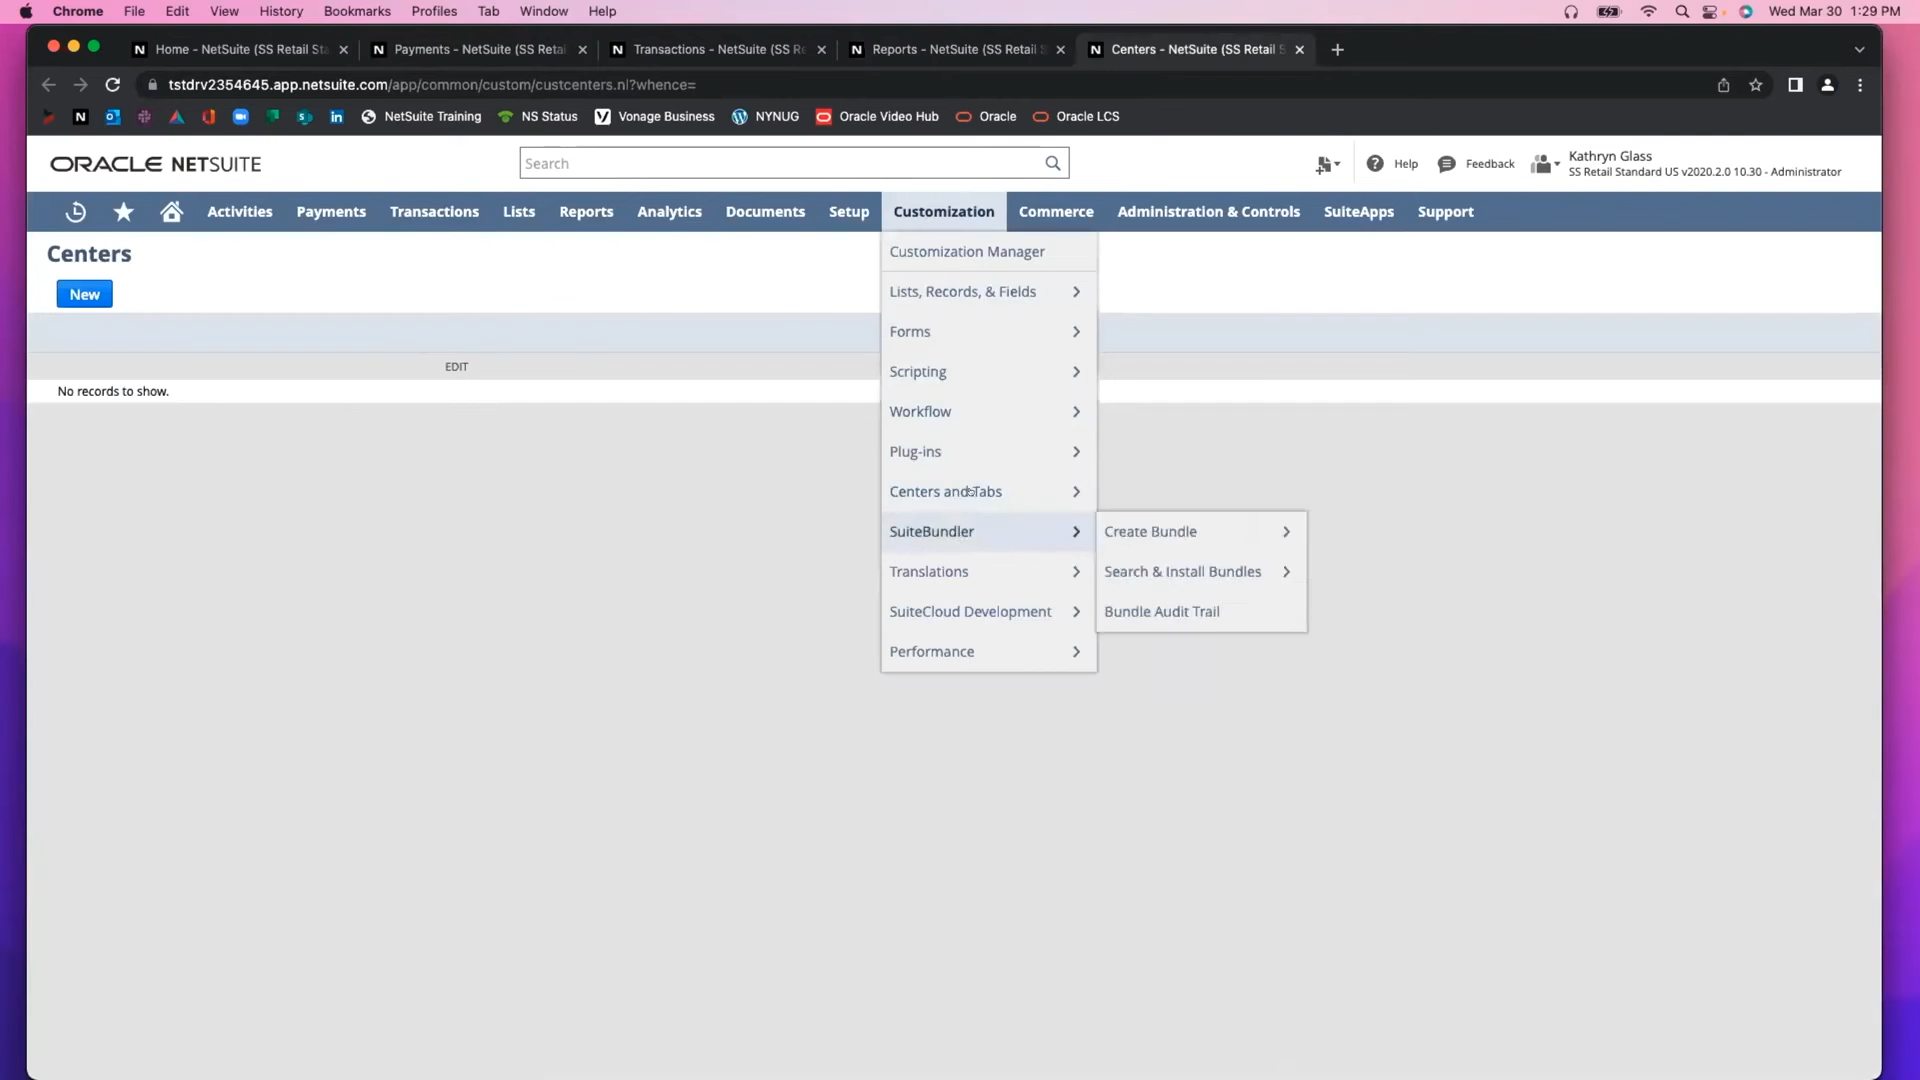 Chrome File Edit View History Bookmarks Profiles Tab Window Help Wed Mar 30 1:29 PM
Home - NetSuite (SS Retail Sta Payments - NetSuite (SS Retai Transactions - NetSuite (SS Re Reports - NetSuite (SS Retail S Centers - NetSuite (SS Retail S
tstdrv2354645.app.netsuite.com/app/common/custom/custcenters.nl?whence=
NetSuite Training NS Status Vonage Business NYNUG Oracle Video Hub Oracle Oracle LCS
ORACLE NETSUITE Search Help Feedback Kathryn Glass
SS Retail Standard US v2020.2.0 10.30 - Administrator
Activities Payments Transactions Lists Reports Analytics Documents Setup Customization Commerce Administration & Controls SuiteApps Support
Centers
New
EDIT
No records to show.
Customization Manager
Lists, Records, & Fields
Forms
Scripting
Workflow
Plug-ins
Centers and Tabs
SuiteBundler
Translations
SuiteCloud Development
Performance
Create Bundle
Search & Install Bundles
Bundle Audit Trail